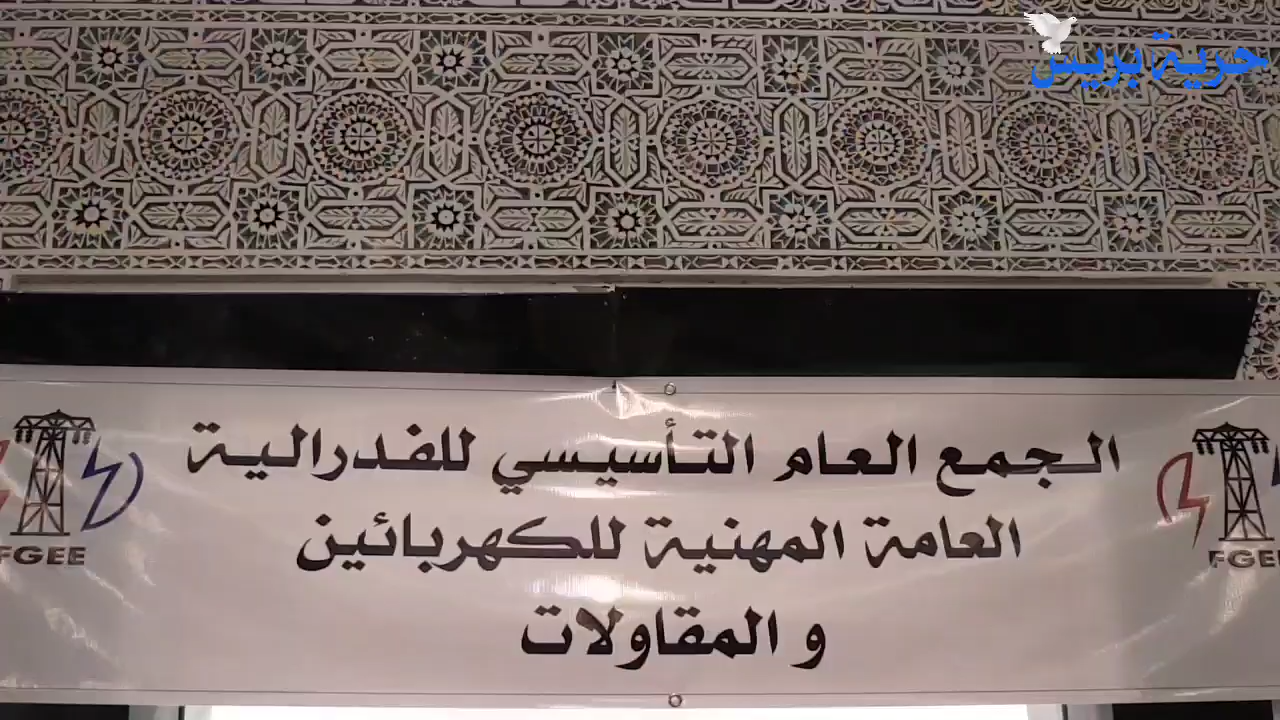 حرية بريس
الجمع العام التأسيسي للفدرالية
العامة المهنية للكهربائين
و المقاولات
FGEE
FGEE